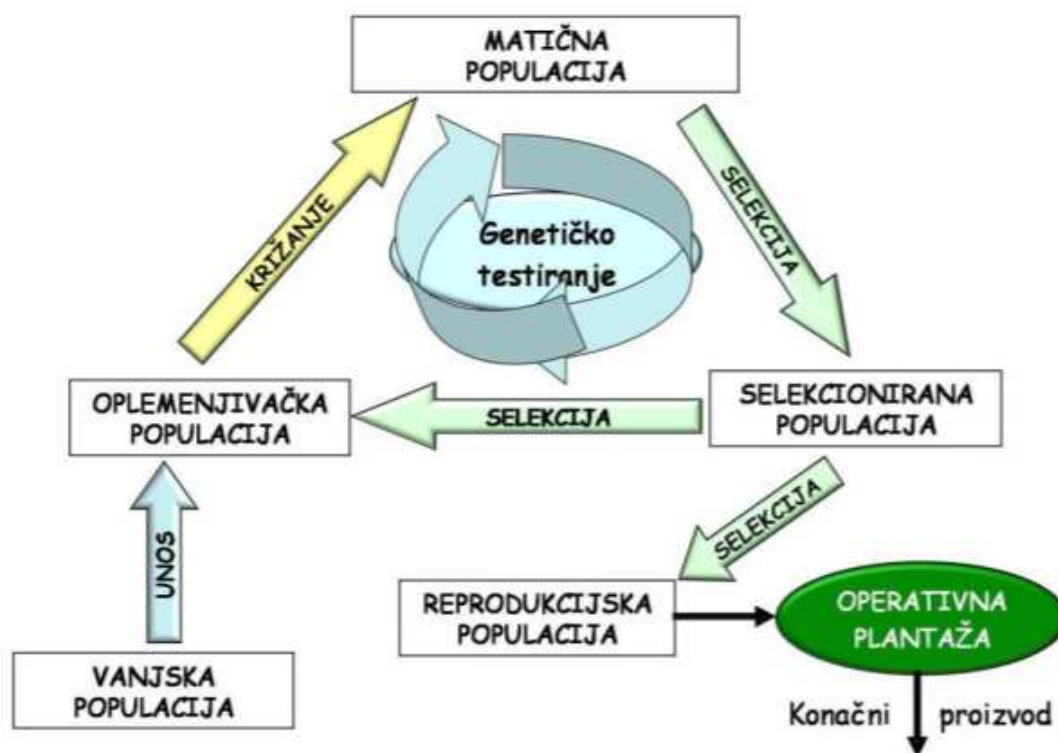 MATIČNA
POPULACIJA
KRIŽANJE
SELEKCIJA
Genetičko
testiranje
OPLEMENJIVAČKA
POPULACIJA
SELEKCIJA
SELEKCIONIRANA
POPULACIJA
UNOS
SELEKCIJA
REPRODUKCIJSKA
POPULACIJA
OPERATIVNA
PLANTAŽA
VANJSKA
POPULACIJA
Konačni proizvod